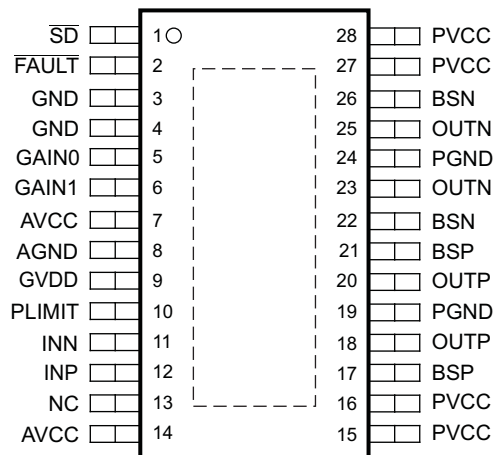 SD 1 28 PVCC
FAULT 2 27 PVCC
GND 3 26 BSN
GND 4 25 OUTN
GAIN0 5 24 PGND
GAIN1 6 23 OUTN
AVCC 7 22 BSN
AGND 8 21 BSP
GVDD 9 20 OUTP
PLIMIT 10 19 PGND
INN 11 18 OUTP
INP 12 17 BSP
NC 13 16 PVCC
AVCC 14 15 PVCC